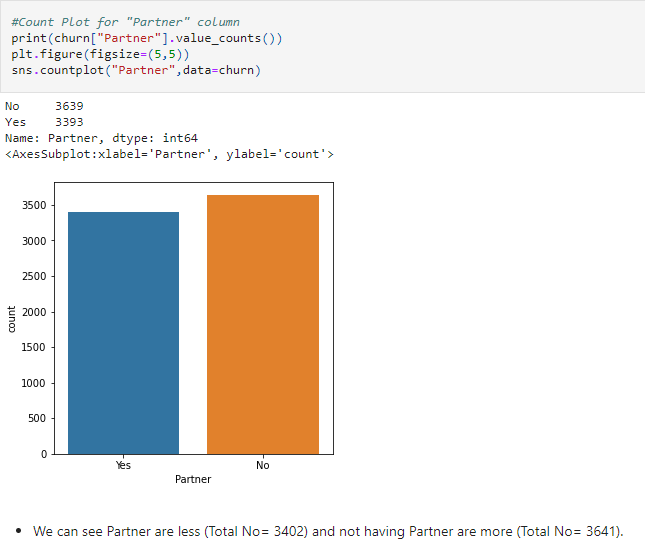 #Count Plot for "Partner" column
print(churn["Partner"].value_counts())
plt.figure(figsize=(5,5))
sns.countplot("Partner",data=churn)
No 3639
Yes 3393
Name: Partner, dtype: int64
<AxesSubplot:xlabel='Partner', ylabel='count'>
3500
3000
2500
2000
1500
1000
500
0
count
Yes No
Partner
• We can see Partner are less (Total No= 3402) and not having Partner are more (Total No= 3641).